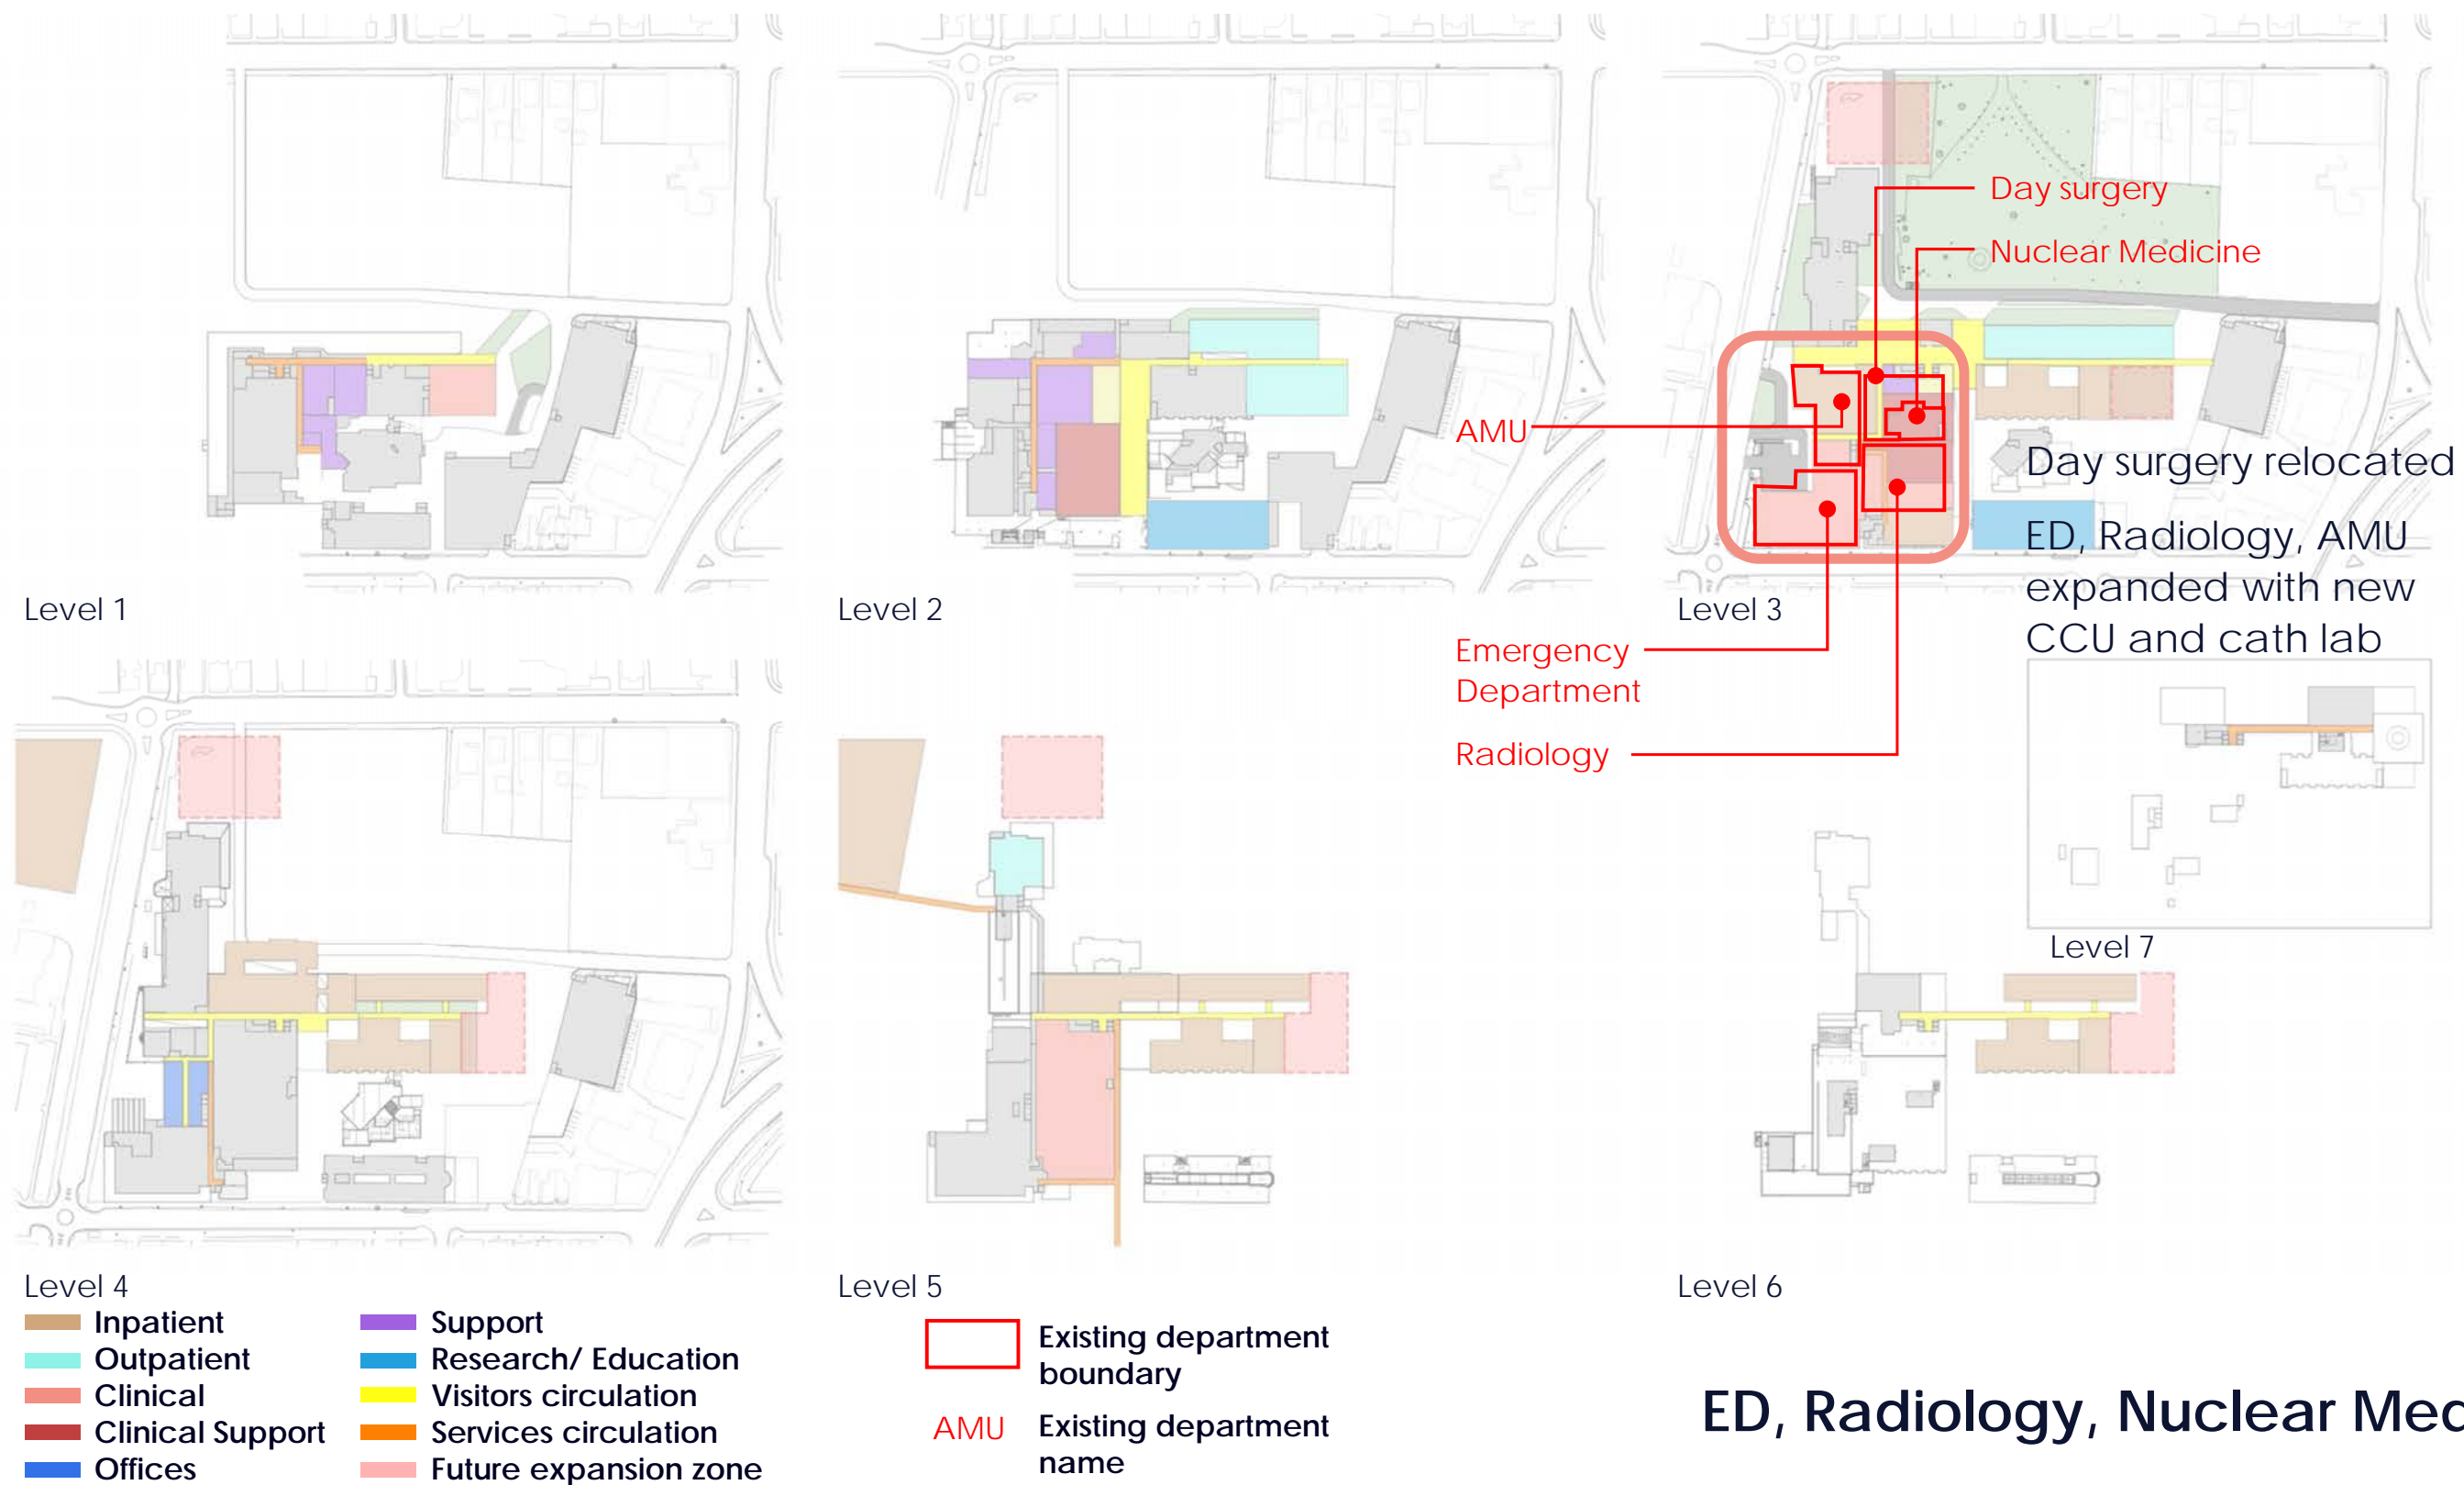 Day surgery
Nuclear Medicine
AMU
Day surgery relocated
ED, Radiology, AMU
expanded with new
CCU and cath lab
Level 1
Level 2
Level 3
Emergency
Department
Radiology
Level 7
Level 4
Level 5
Level 6
Inpatient
Outpatient
Clinical
Clinical Support
Offices
Support
Research/ Education
Visitors circulation
Services circulation
Future expansion zone
Existing department
boundary
AMU Existing department
name
ED, Radiology, Nuclear Med